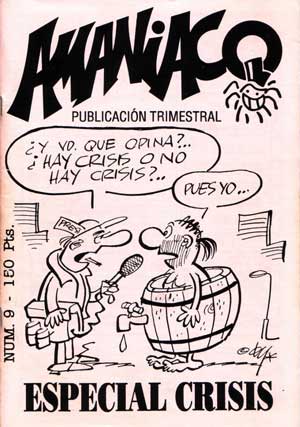 AMANIACO
PUBLICACIÓN TRIMESTRAL
¿Y VD. QUE OPINA?..
¿HAY CRISIS O NO
HAY CRISIS?..
PUES YO...
PRESS
NUM. 9 - 150 Pts.
ESPECIAL CRISIS